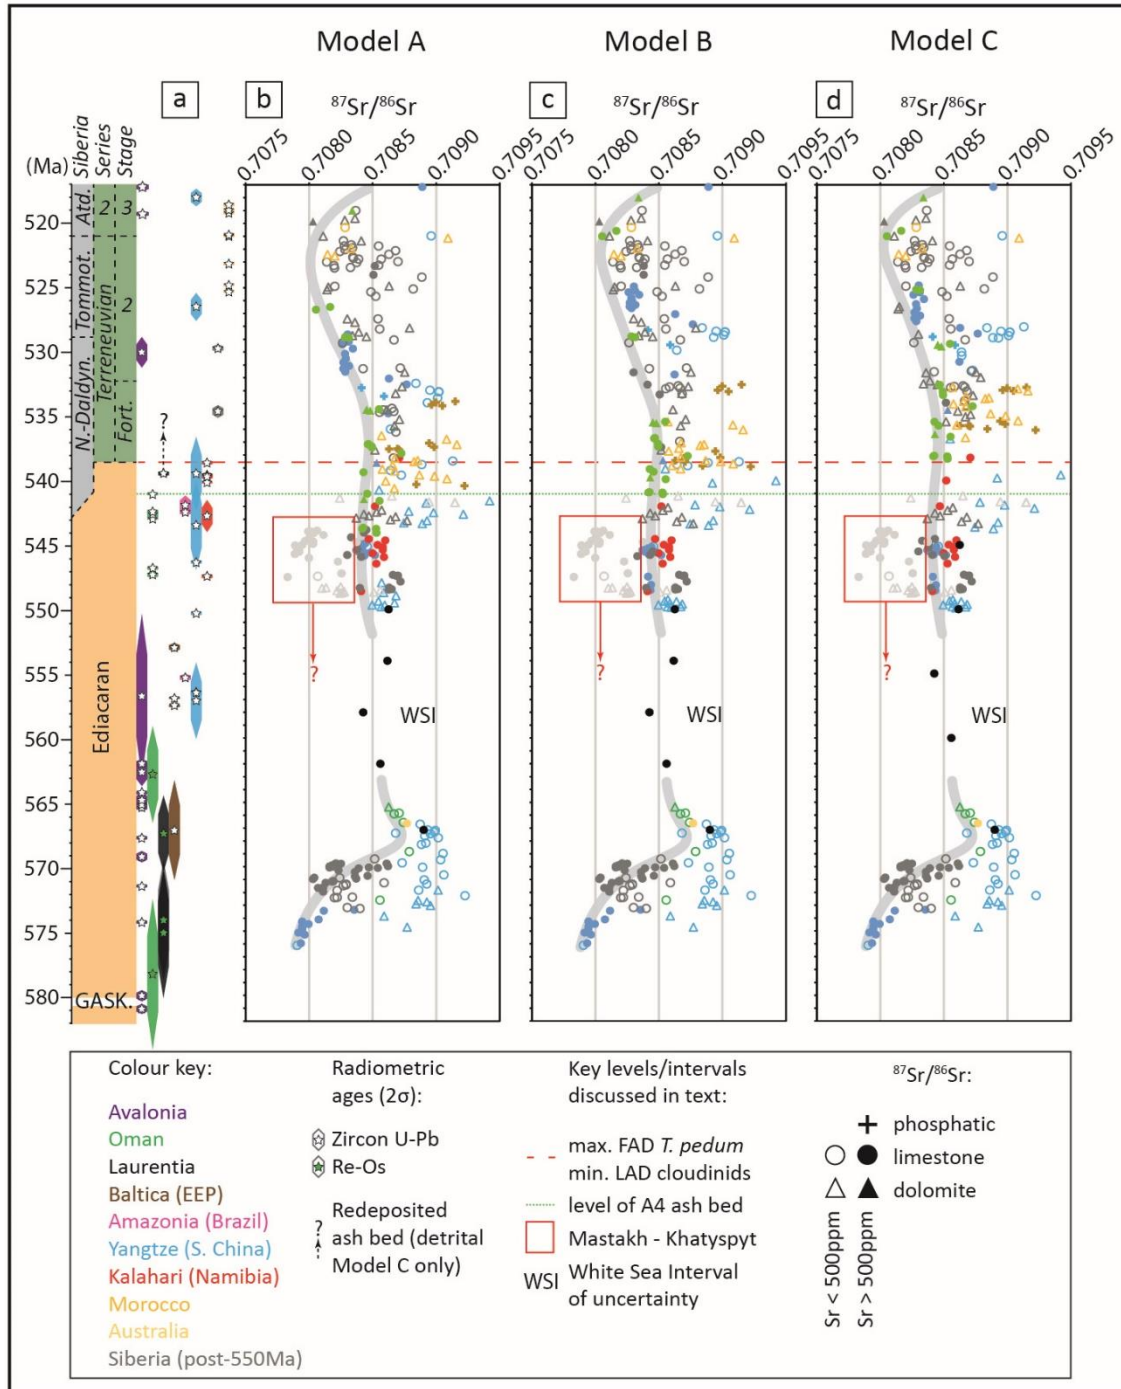 Model A
Model B
Model C
a
b
c
d
⁸⁷Sr/⁸⁶Sr
⁸⁷Sr/⁸⁶Sr
⁸⁷Sr/⁸⁶Sr
(Ma)
Siberia
Series
Stage
0.7075
0.7080
0.7085
0.7090
0.7095
0.7075
0.7080
0.7085
0.7090
0.7095
0.7075
0.7080
0.7085
0.7090
0.7095
520
525
530
535
540
545
550
555
560
565
570
575
580
Atd.
Tommot.
N.-Daldyn.
2
Terreneuvian
3
2
Fort.
Ediacaran
GASK.
?
?
?
?
WSI
WSI
WSI
Colour key:
Avalonia
Oman
Laurentia
Baltica (EEP)
Amazonia (Brazil)
Yangtze (S. China)
Kalahari (Namibia)
Morocco
Australia
Siberia (post-550Ma)
Radiometric
ages (2σ):
Zircon U-Pb
Re-Os
Redeposited
? ash bed (detrital
Model C only)
Key levels/intervals
discussed in text:
max. FAD T. pedum
min. LAD cloudinids
level of A4 ash bed
Mastakh - Khatyspyt
WSI White Sea Interval
of uncertainty
⁸⁷Sr/⁸⁶Sr:
phosphatic
limestone
dolomite
Sr < 500ppm
Sr > 500ppm